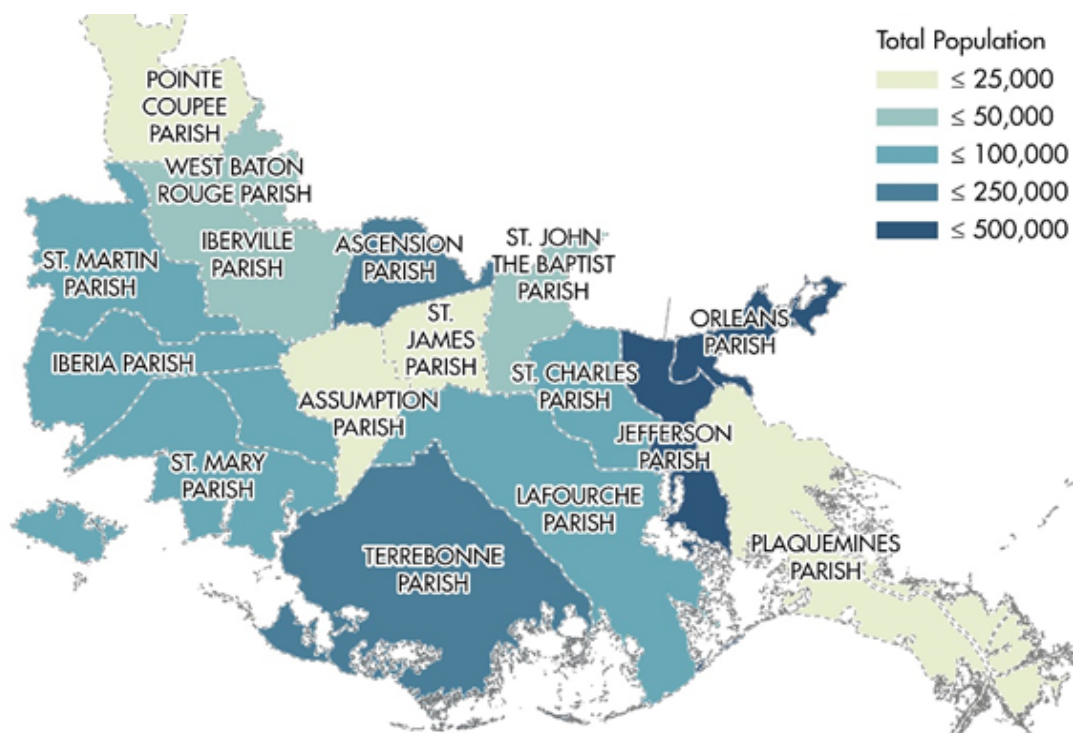 Total Population
≤ 25,000
≤ 50,000
≤ 100,000
≤ 250,000
≤ 500,000
POINTE
COUPEE
PARISH
WEST BATON
ROUGE PARISH
IBERVILLE
PARISH
ASCENSION
PARISH
ST. JOHN
THE BAPTIST
PARISH
ST. MARTIN
PARISH
ST.
JAMES
PARISH
ORLEANS
PARISH
IBERIA PARISH
ST. CHARLES
PARISH
ASSUMPTION
PARISH
JEFFERSON
PARISH
ST. MARY
PARISH
LAFOURCHE
PARISH
TERREBONNE
PARISH
PLAQUEMINES
PARISH